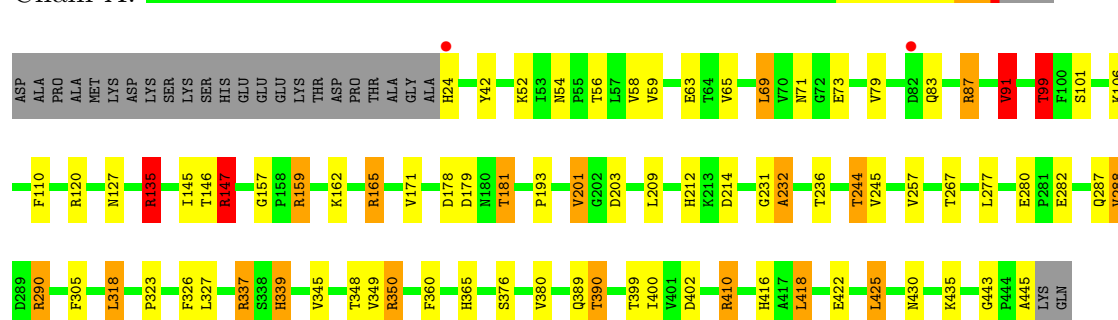 ASP ALA PRO ALA MET LYS ASP LYS SER LYS SER HIS GLU GLU GLU LYS THR ASP PRO THR ALA GLY ALA H24 Y42 K52 I53 N54 P55 T56 L57 V58 V59 E63 T64 V65 L69 V70 N71 G72 E73 V79 D82 Q83 R87 V91 T99 F100 S101 K106
F110 R120 N127 R135 I145 T146 R147 G157 P158 R159 K162 R165 V171 D178 D179 N180 T181 P193 V201 G202 D203 L209 H212 K213 D214 G231 A232 T236 T244 V245 V257 T267 L277 E280 P281 E282 Q287 V288
D289 R290 F305 L318 P323 F326 L327 R337 S338 H339 V345 T348 V349 R350 F360 H365 S376 V380 Q389 T390 T399 I400 V401 D402 R410 H416 A417 L418 E422 L425 N430 K435 G443 P444 A445 LYS GLN